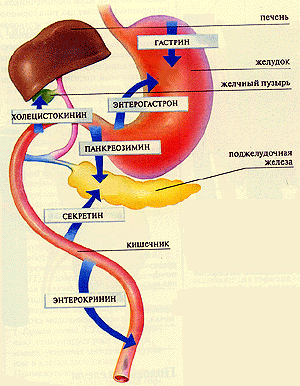 печень
ГАСТРИН
желудок
желчный пузырь
ЭНТЕРОГАСТРОН
ХОЛЕЦИСТОКИНИН
ПАНКРЕОЗИМИН
поджелудочная
железа
СЕКРЕТИН
кишечник
ЭНТЕРОКРИНИН